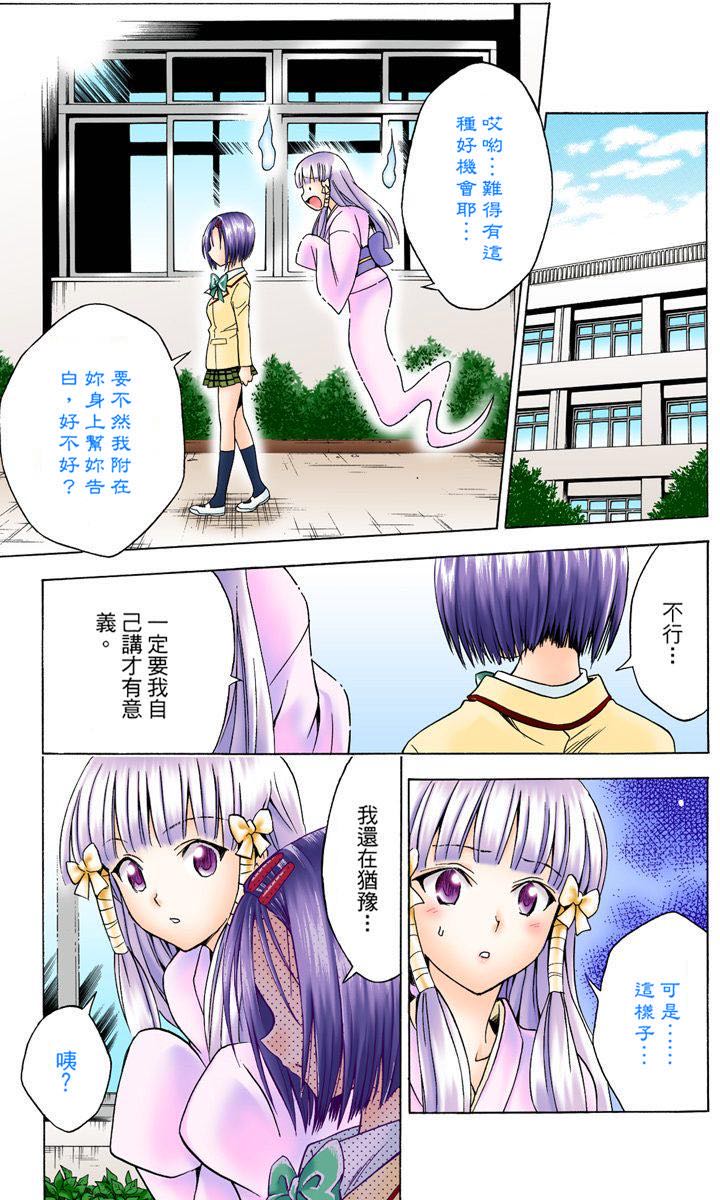 哎喲…難得有這
種好機會耶…
要不然我附在
妳身上幫妳告
白，好不好？
不行…
一定要我自
己講才有意
義。
可是……
這樣子…
我還在猶豫…
咦？